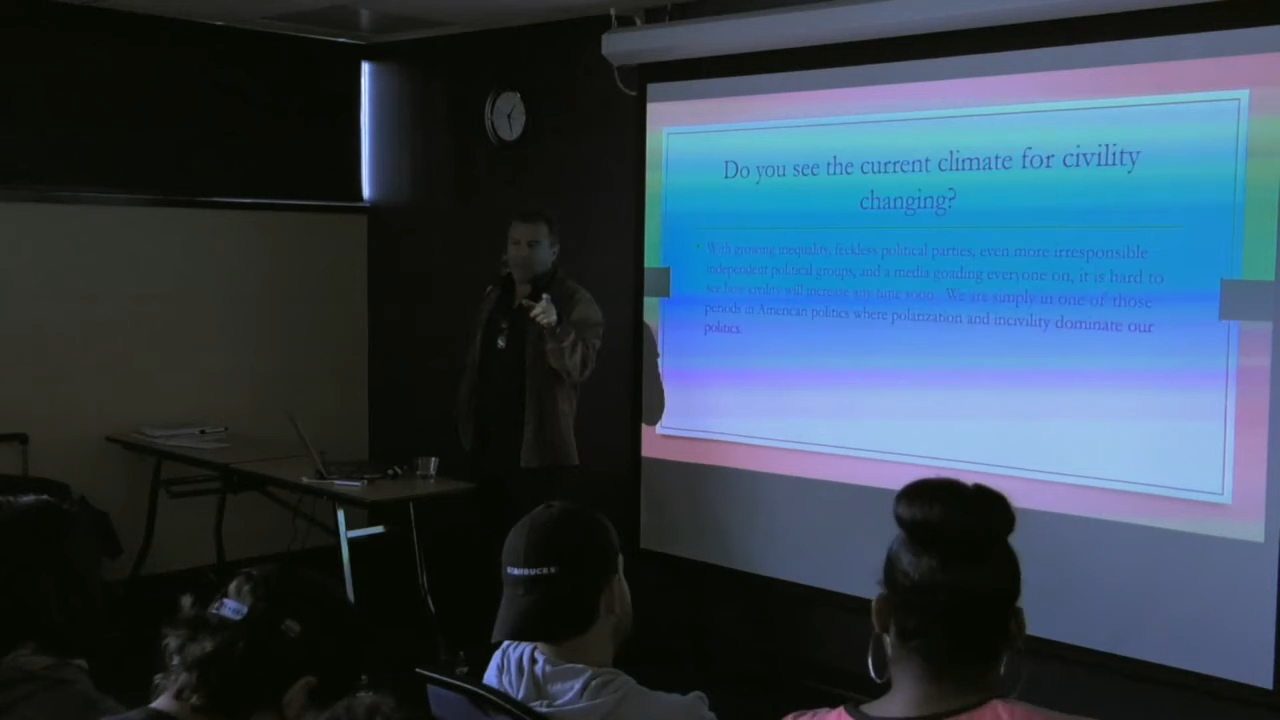 Do you see the current climate for civility
changing?
With growing inequality, feckless political parties, even more irresponsible
independent political groups, and a media goading everyone on, it is hard to
see how civility will increase any time soon. We are simply in one of those
periods in American politics where polarization and incivility dominate our
politics.
STARBUCKS